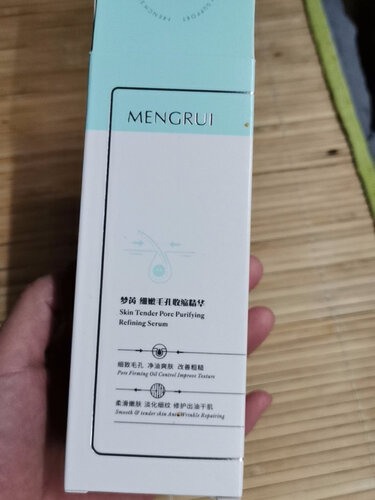 MENGRUI
梦芮 细嫩毛孔收缩精华
Skin Tender Pore Purifying
Refining Serum
细致毛孔 净油爽肤 改善粗糙
Pore Firming Oil Control Improve Texture
柔滑嫩肤 淡化细纹 修护出油干肌
Smooth & tender skin Anti-Wrinkle Repairing